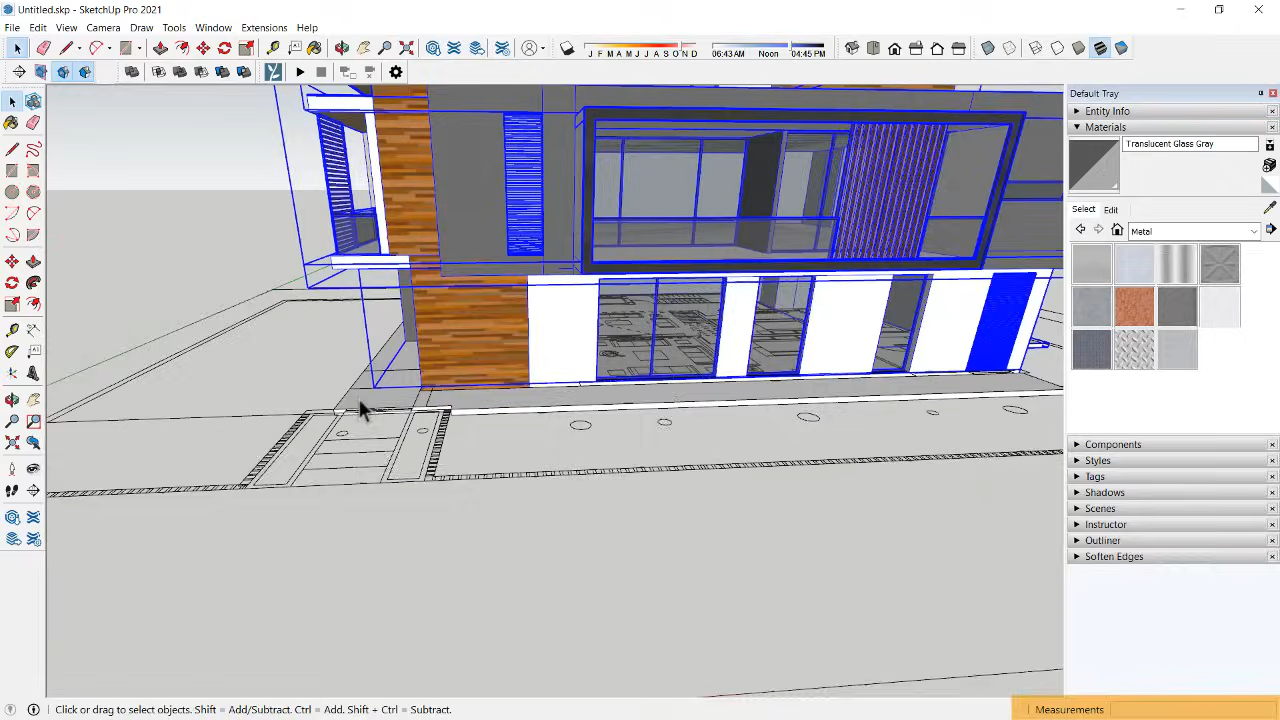 Untitled.skp - SketchUp Pro 2021
File Edit View Camera Draw Tools Window Extensions Help
J F M A M J J A S O N D
06:43 AM Noon 04:45 PM
Default Tray
Entity Info
Materials
Translucent Glass Gray
Select Edit
Metal
Components
Styles
Tags
Shadows
Scenes
Instructor
Outliner
Soften Edges
Click or drag to select objects. Shift = Add/Subtract. Ctrl = Add. Shift + Ctrl = Subtract.
Measurements